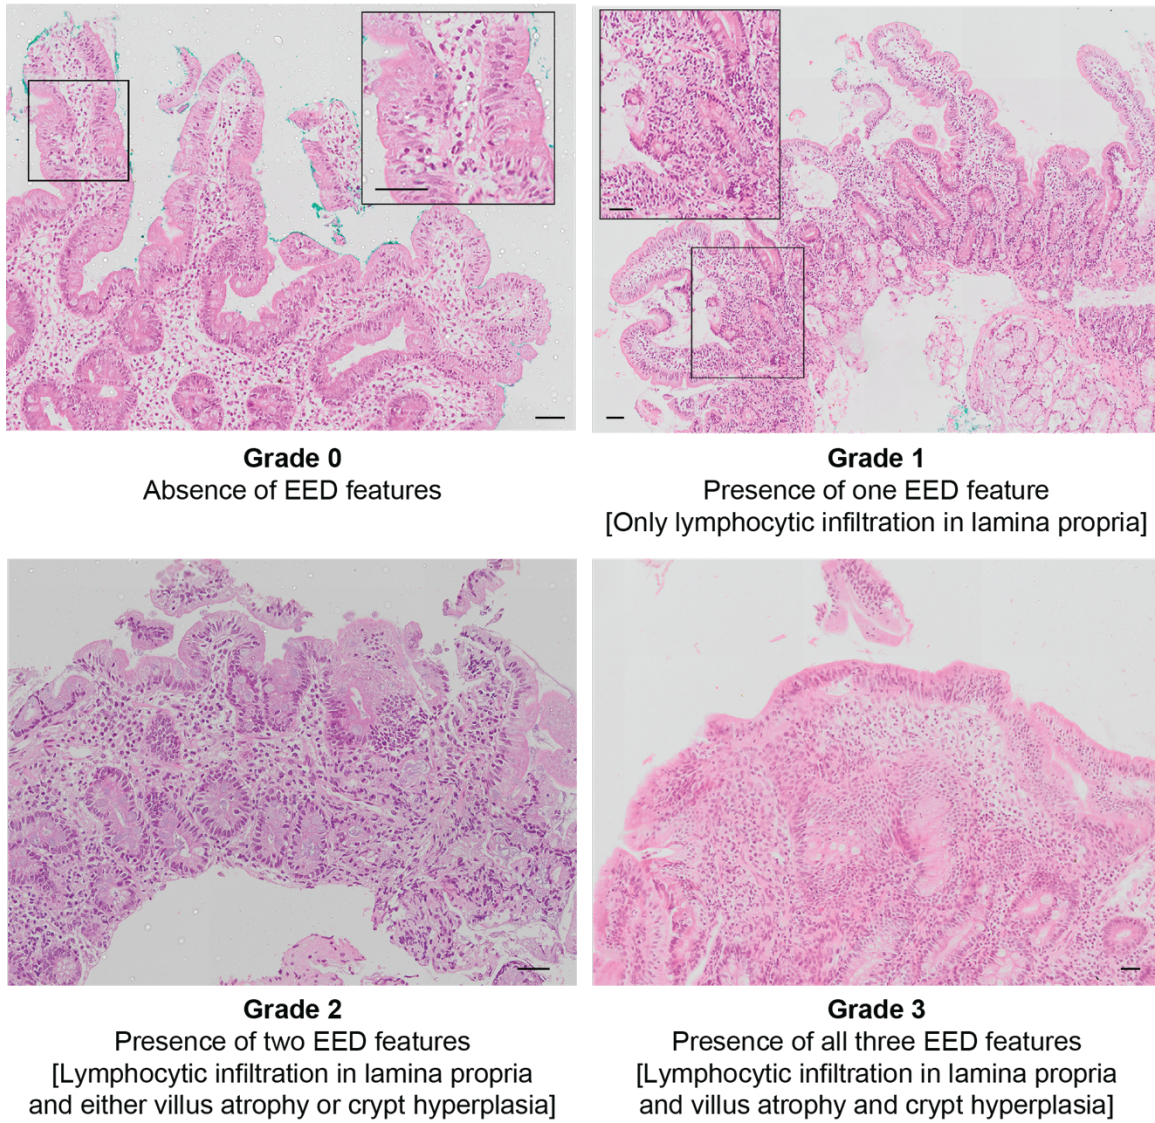 Grade 0
Absence of EED features
Grade 1
Presence of one EED feature
[Only lymphocytic infiltration in lamina propria]
Grade 2
Presence of two EED features
[Lymphocytic infiltration in lamina propria
and either villus atrophy or crypt hyperplasia]
Grade 3
Presence of all three EED features
[Lymphocytic infiltration in lamina propria
and villus atrophy and crypt hyperplasia]